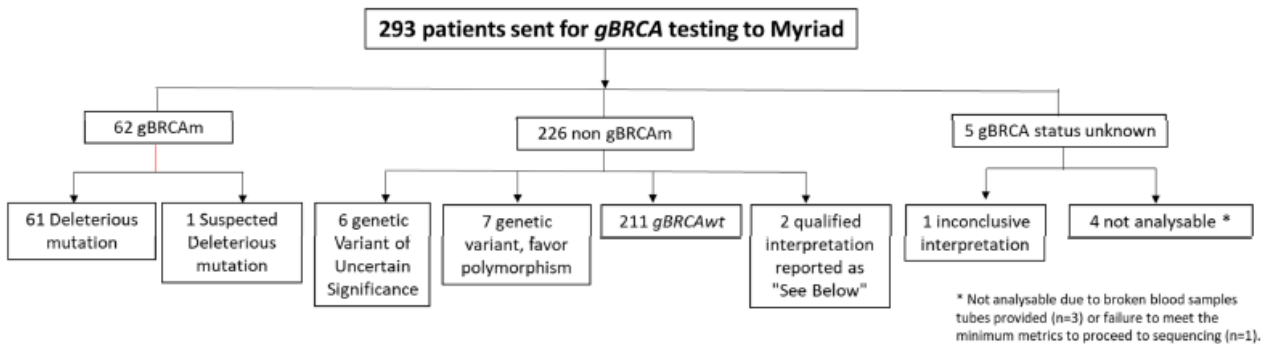 293 patients sent for gBRCA testing to Myriad
62 gBRCAm
226 non gBRCAm
5 gBRCA status unknown
61 Deleterious
mutation
1 Suspected
Deleterious
mutation
6 genetic
Variant of
Uncertain
Significance
7 genetic
variant, favor
polymorphism
211 gBRCAwt
2 qualified
interpretation
reported as
"See Below"
1 inconclusive
interpretation
4 not analysable *
* Not analysable due to broken blood samples
tubes provided (n=3) or failure to meet the
minimum metrics to proceed to sequencing (n=1).